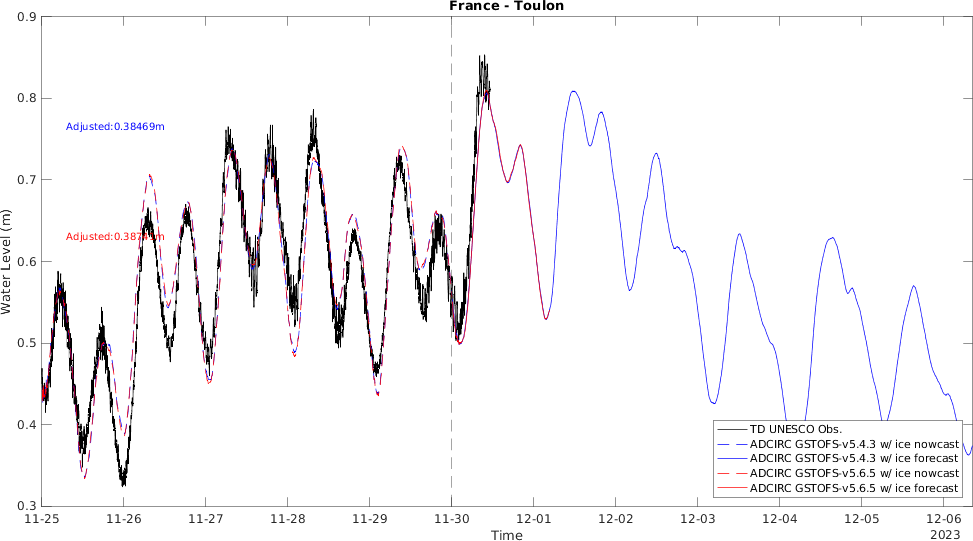 France - Toulon
0.9
0.8
0.7
0.6
0.5
0.4
0.3
Water Level (m)
Adjusted:0.38469m
TD UNESCO Obs.
ADCIRC GSTOFS-v5.4.3 w/ ice nowcast
ADCIRC GSTOFS-v5.4.3 w/ ice forecast
ADCIRC GSTOFS-v5.6.5 w/ ice nowcast
ADCIRC GSTOFS-v5.6.5 w/ ice forecast
11-25 11-26 11-27 11-28 11-29 11-30 12-01 12-02 12-03 12-04 12-05 12-06
2023
Time